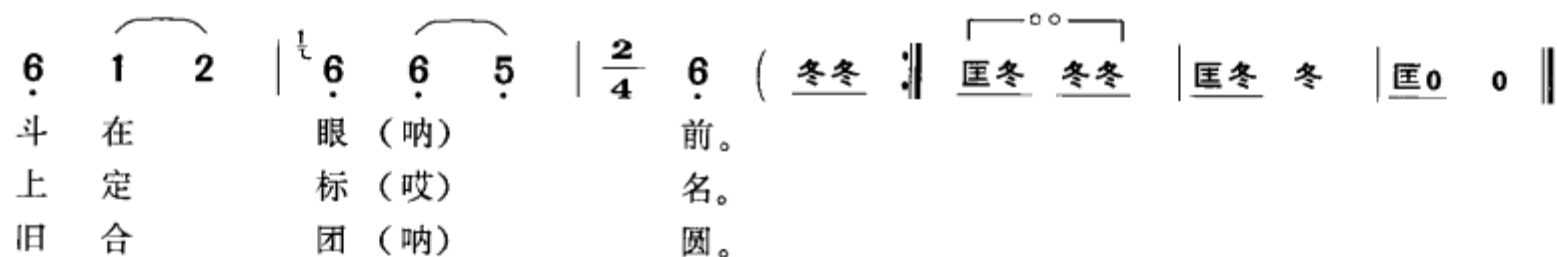 6 1 2 | 1 6 6 5 | 2/4 6 ( 冬冬 :‖ 匡冬 冬冬 | 匡冬 冬 | 匡0 0 ‖
斗 在 眼 (呐) 前。
上 定 标 (哎) 名。
旧 合 团 (呐) 圆。